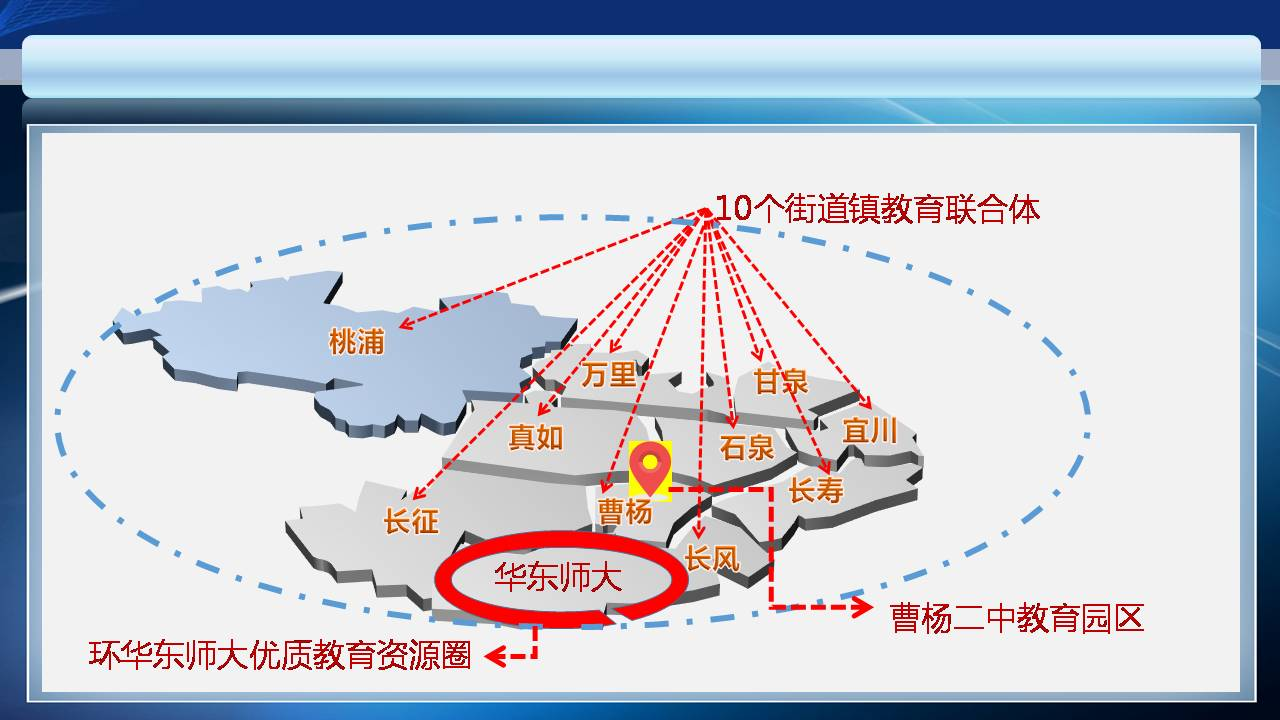 10个街道镇教育联合体
桃浦
万里
甘泉
真如
石泉
宜川
长寿
长征
曹杨
长风
华东师大
曹杨二中教育园区
环华东师大优质教育资源圈